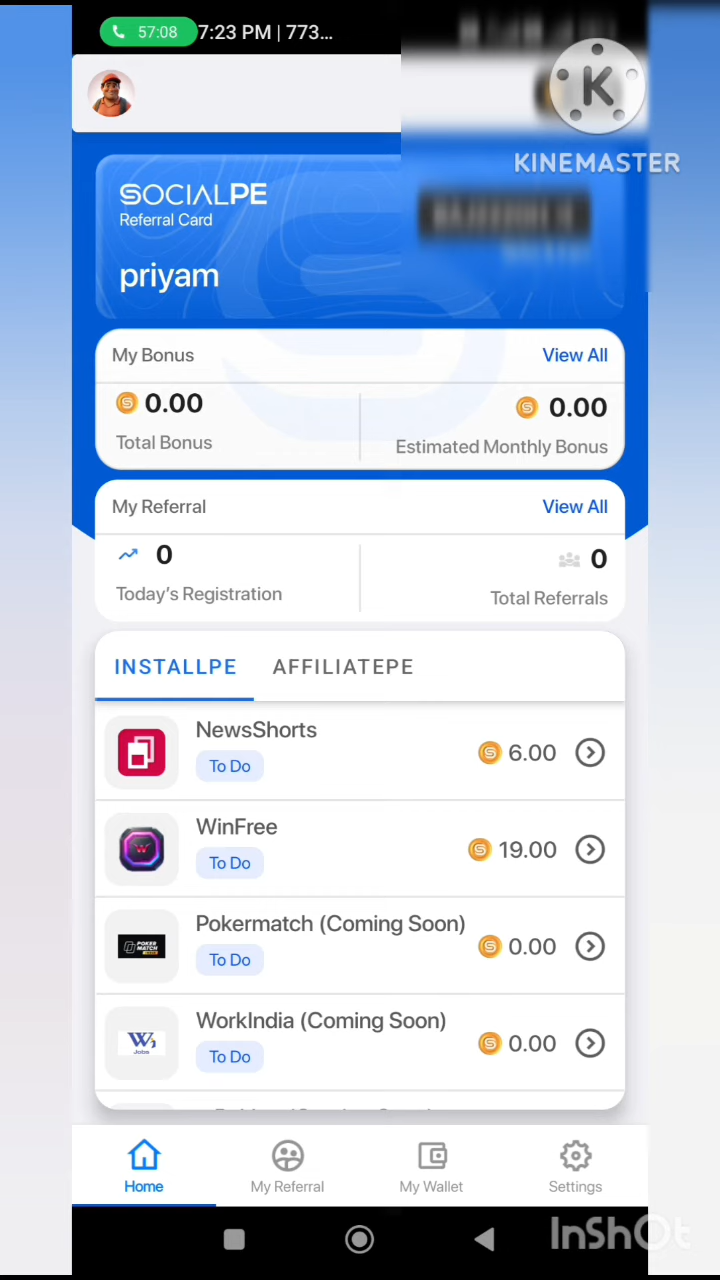 57:08 7:23 PM | 773...
K
KINEMASTER
SOCIALPE
Referral Card
priyam
My Bonus View All
0.00 0.00
Total Bonus Estimated Monthly Bonus
My Referral View All
0 0
Today's Registration Total Referrals
INSTALLPE AFFILIATEPE
NewsShorts
6.00
To Do
WinFree
19.00
To Do
Pokermatch (Coming Soon)
POKER MATCH
0.00
To Do
WorkIndia (Coming Soon)
Jobs
0.00
To Do
Home My Referral My Wallet Settings
InShOt